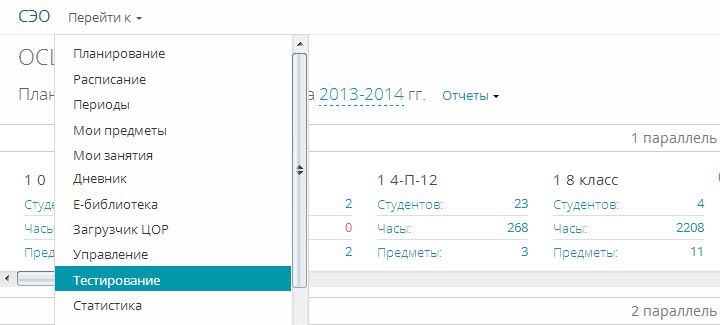 СЭО Перейти к
ОСЦ
План
а 2013-2014 гг. Отчеты
Планирование
Расписание
Периоды
Мои предметы
Мои занятия
Дневник
Е-библиотека
Загрузчик ЦОР
Управление
Тестирование
Статистика
1 параллель
1 0
Студе
2
Часы
0
Предм
2
1 4-П-12
Студентов: 23
Часы: 268
Предметы: 3
1 8 класс
Студентов: 4
Часы: 2208
Предметы: 11
2 параллель